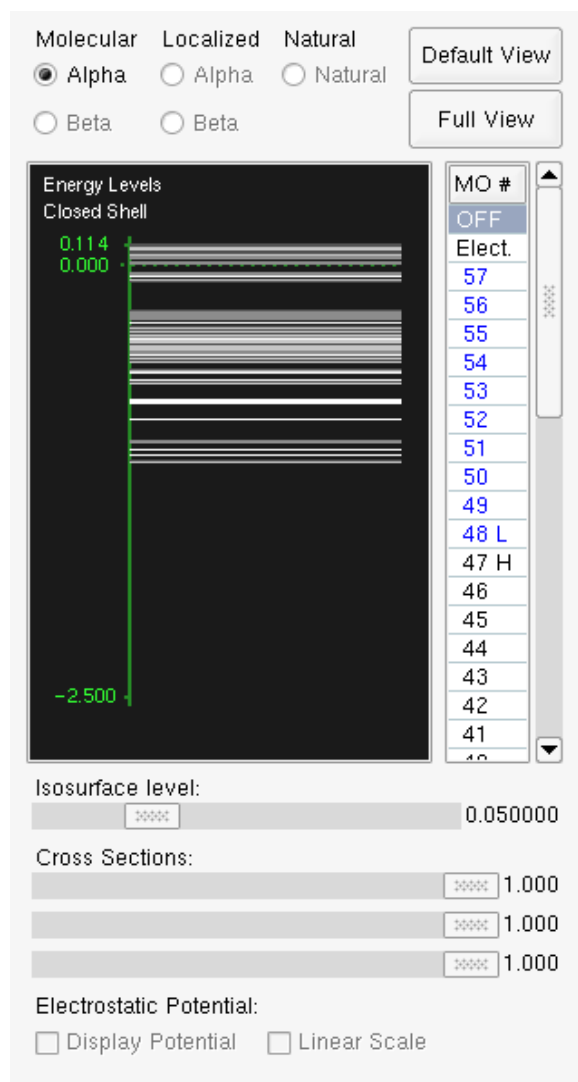 Molecular Localized Natural
Alpha Alpha Natural
Beta Beta
Default View
Full View
Energy Levels
Closed Shell
0.114
0.000
-2.500
MO #
OFF
Elect.
57
56
55
54
53
52
51
50
49
48 L
47 H
46
45
44
43
42
41
Isosurface level:
0.050000
Cross Sections:
1.000
1.000
1.000
Electrostatic Potential:
Display Potential Linear Scale